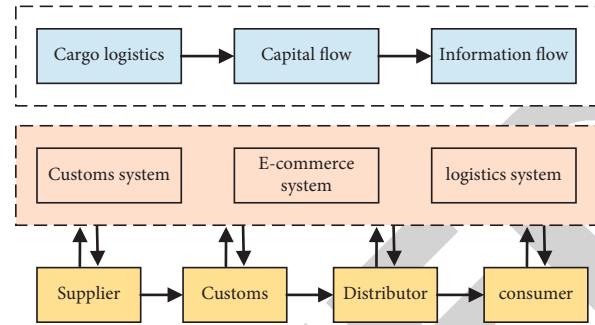 Cargo logistics
Capital flow
Information flow
Customs system
E-commerce
system
logistics system
Supplier
Customs
Distributor
consumer